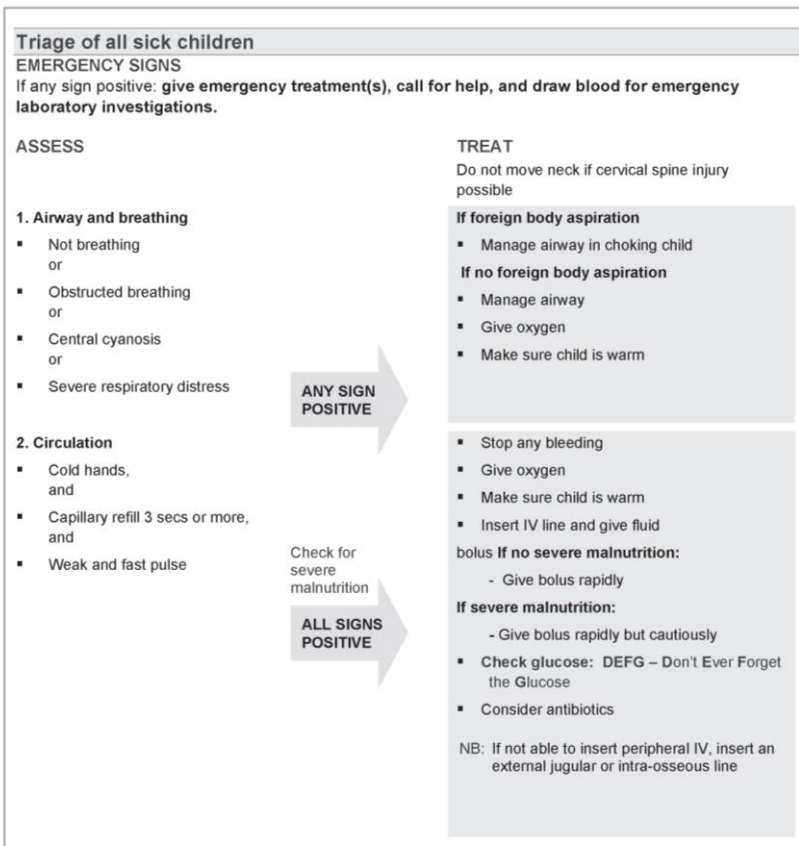 Triage of all sick children
EMERGENCY SIGNS
If any sign positive: give emergency treatment(s), call for help, and draw blood for emergency
laboratory investigations.
ASSESS
1. Airway and breathing
▪ Not breathing
or
▪ Obstructed breathing
or
▪ Central cyanosis
or
▪ Severe respiratory distress
ANY SIGN
POSITIVE
TREAT
Do not move neck if cervical spine injury
possible
If foreign body aspiration
▪ Manage airway in choking child
If no foreign body aspiration
▪ Manage airway
▪ Give oxygen
▪ Make sure child is warm
2. Circulation
▪ Cold hands,
and
▪ Capillary refill 3 secs or more,
and
▪ Weak and fast pulse
Check for
severe
malnutrition
ALL SIGNS
POSITIVE
▪ Stop any bleeding
▪ Give oxygen
▪ Make sure child is warm
▪ Insert IV line and give fluid
bolus If no severe malnutrition:
- Give bolus rapidly
If severe malnutrition:
- Give bolus rapidly but cautiously
▪ Check glucose: DEFG – Don't Ever Forget
the Glucose
▪ Consider antibiotics
NB: If not able to insert peripheral IV, insert an
external jugular or intra-osseous line